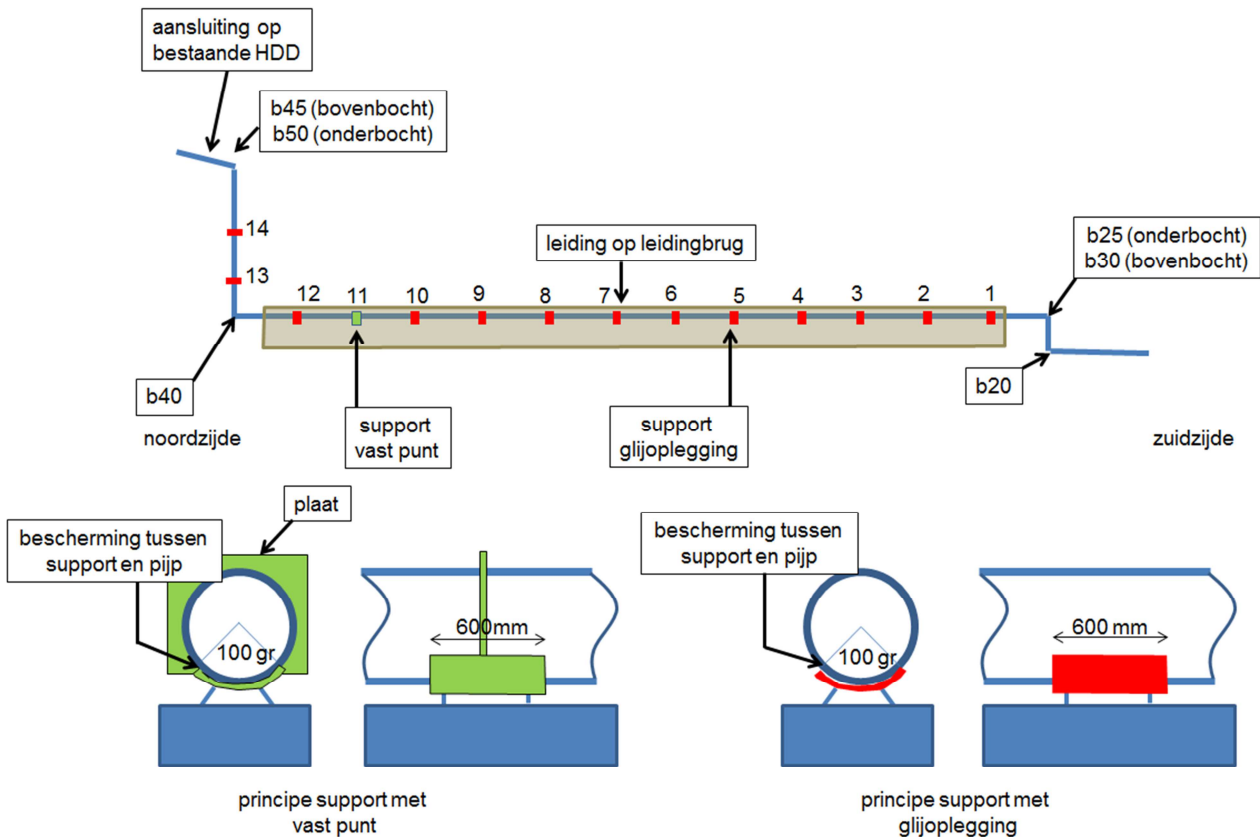 aansluiting op
bestaande HDD
b45 (bovenbocht)
b50 (onderbocht)
14
13
leiding op leidingbrug
b25 (onderbocht)
b30 (bovenbocht)
12 11 10 9 8 7 6 5 4 3 2 1
b40
b20
noordzijde
support
vast punt
support
glijoplegging
zuidzijde
plaat
bescherming tussen
support en pijp
100 gr
600mm
bescherming tussen
support en pijp
100 gr
600 mm
principe support met
vast punt
principe support met
glijoplegging